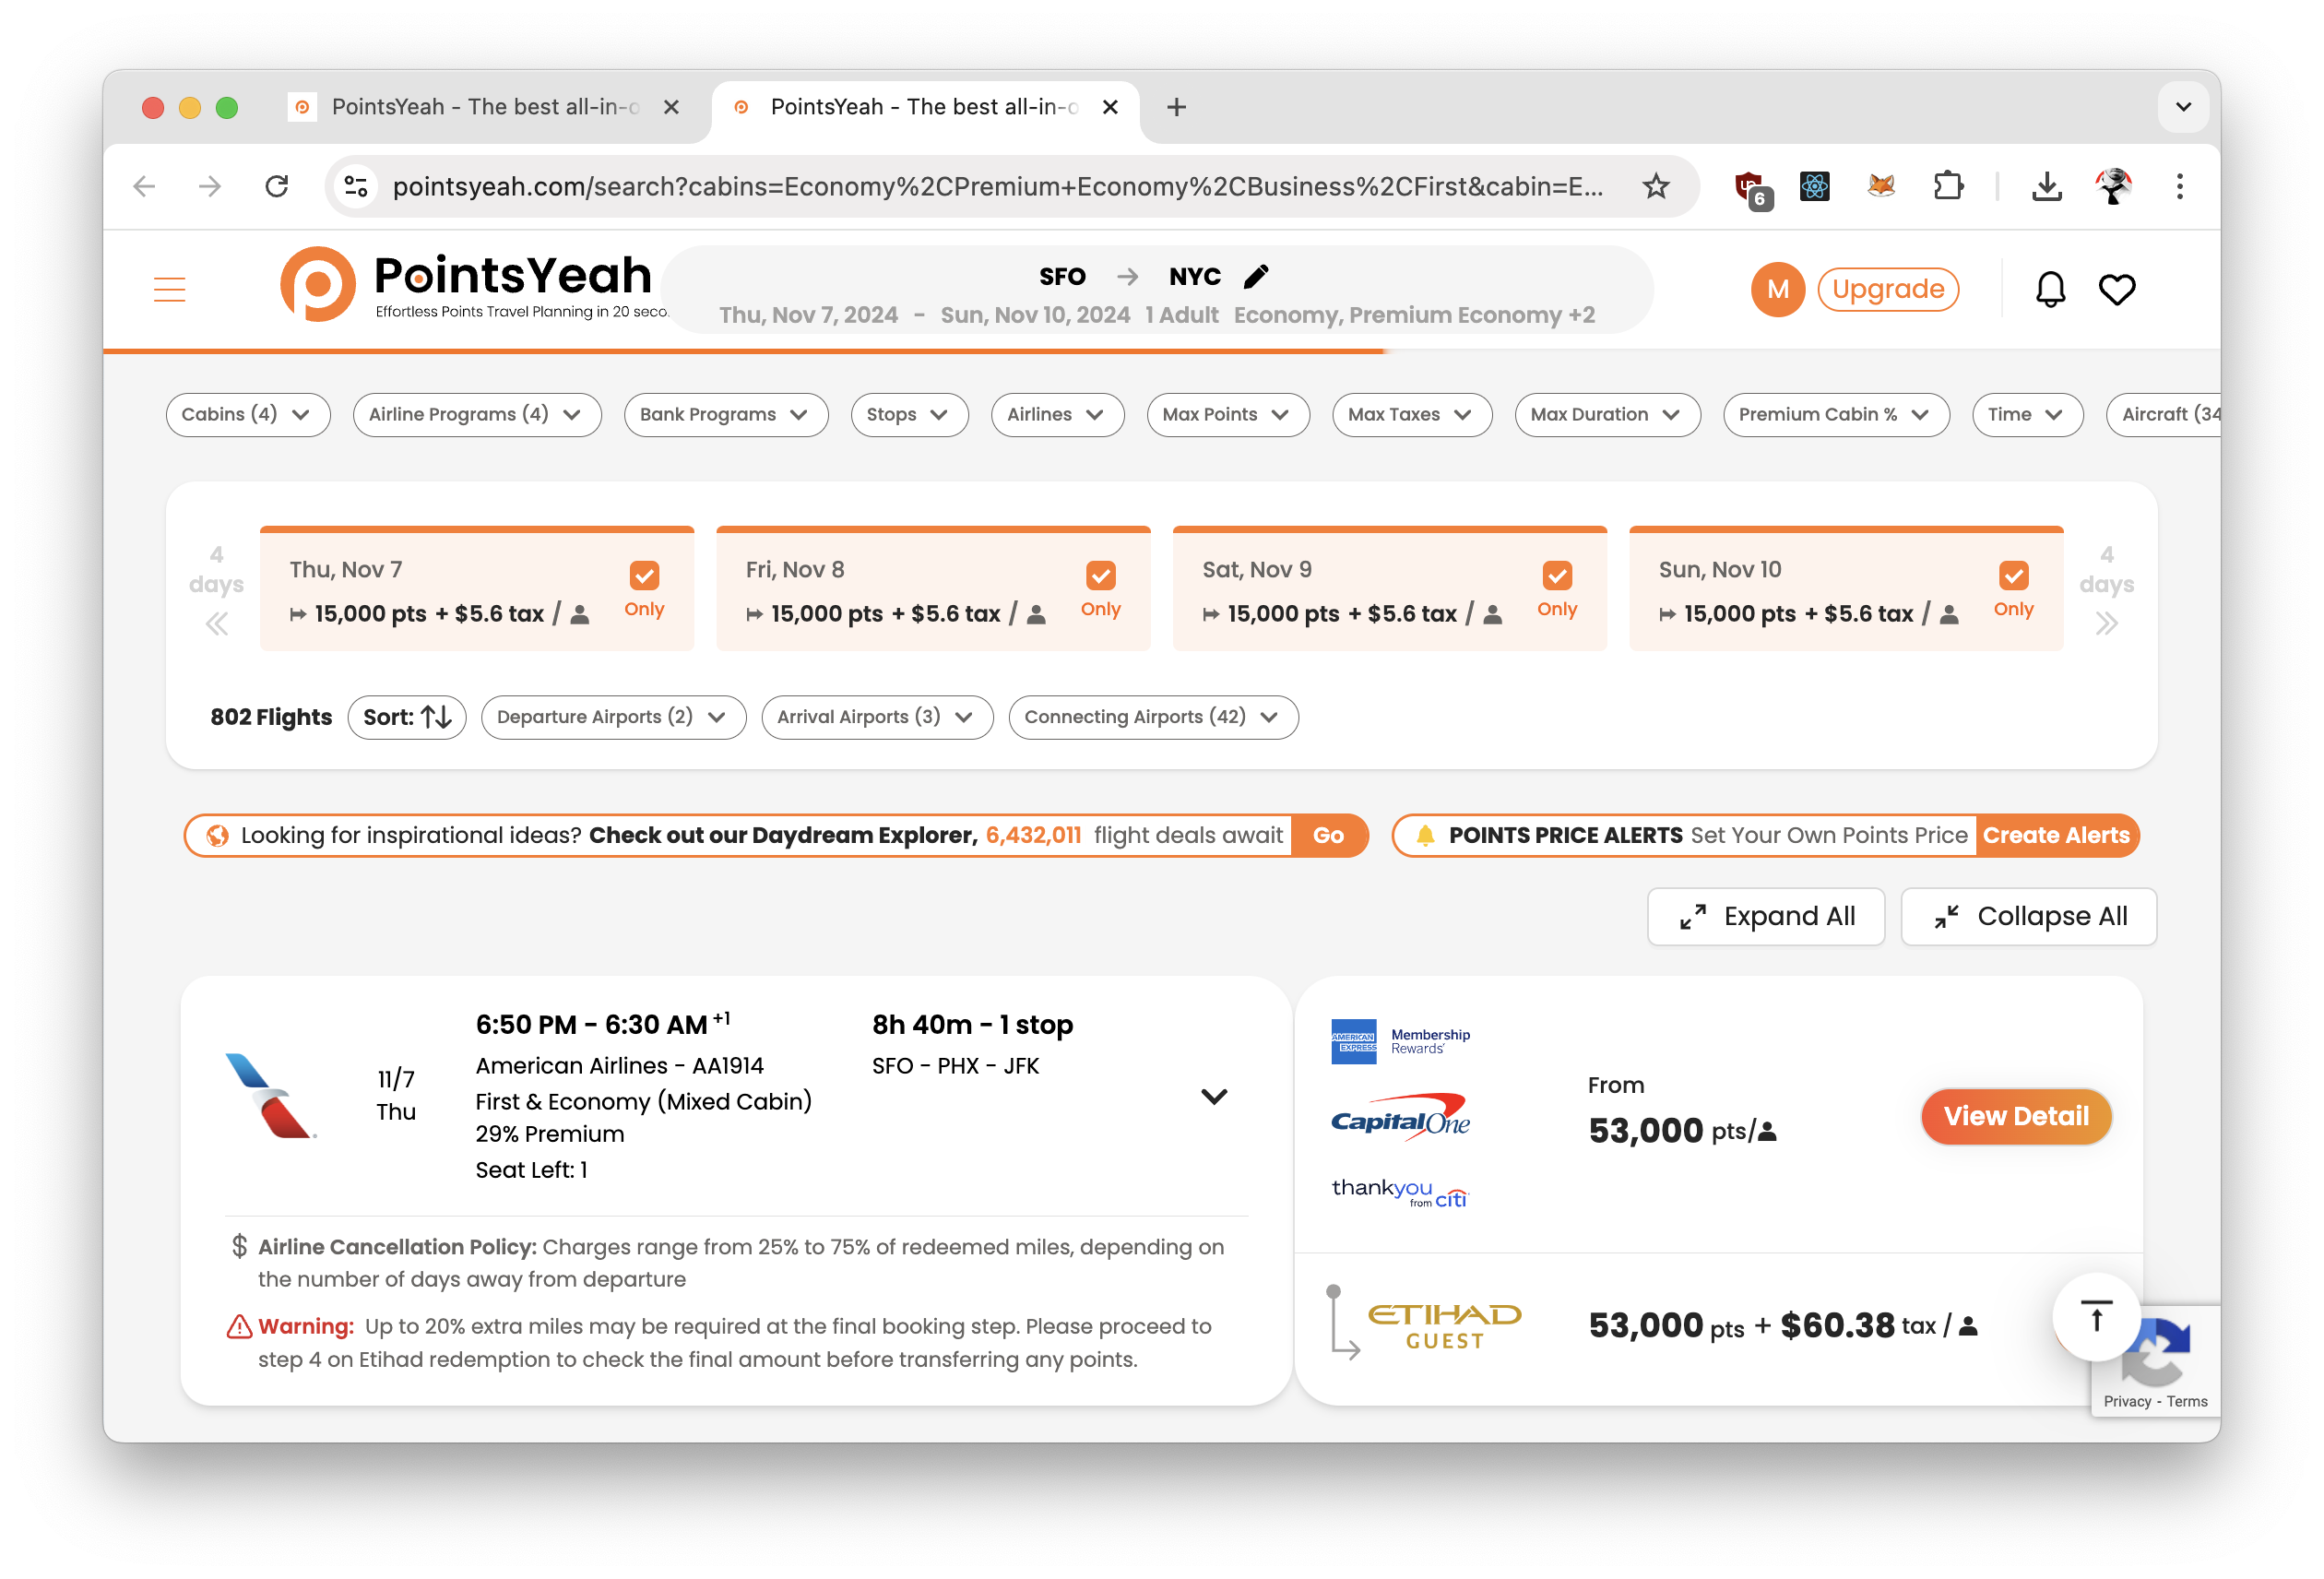 PointsYeah - The best all-in-o
PointsYeah - The best all-in-o
pointsyeah.com/search?cabins=Economy%2CPremium+Economy%2CBusiness%2CFirst&cabin=E...
6
PointsYeah
Effortless Points Travel Planning in 20 seco
SFO → NYC
Thu, Nov 7, 2024 - Sun, Nov 10, 2024 1 Adult Economy, Premium Economy +2
M
Upgrade
Cabins (4)
Airline Programs (4)
Bank Programs
Stops
Airlines
Max Points
Max Taxes
Max Duration
Premium Cabin %
Time
Aircraft (34
4
days
Thu, Nov 7
15,000 pts + $5.6 tax /
Only
Fri, Nov 8
15,000 pts + $5.6 tax /
Only
Sat, Nov 9
15,000 pts + $5.6 tax /
Only
Sun, Nov 10
15,000 pts + $5.6 tax /
Only
4
days
802 Flights
Sort:
Departure Airports (2)
Arrival Airports (3)
Connecting Airports (42)
Looking for inspirational ideas? Check out our Daydream Explorer, 6,432,011 flight deals await
Go
POINTS PRICE ALERTS Set Your Own Points Price
Create Alerts
Expand All
Collapse All
11/7
Thu
6:50 PM - 6:30 AM +1
American Airlines - AA1914
First & Economy (Mixed Cabin)
29% Premium
Seat Left: 1
8h 40m - 1 stop
SFO - PHX - JFK
$ Airline Cancellation Policy: Charges range from 25% to 75% of redeemed miles, depending on
the number of days away from departure
Warning: Up to 20% extra miles may be required at the final booking step. Please proceed to
step 4 on Etihad redemption to check the final amount before transferring any points.
AMERICAN
EXPRESS
Membership
Rewards
Capital One
thankyou
from citi
From
53,000 pts/
View Detail
ETIHAD
GUEST
53,000 pts + $60.38 tax /
Privacy - Terms